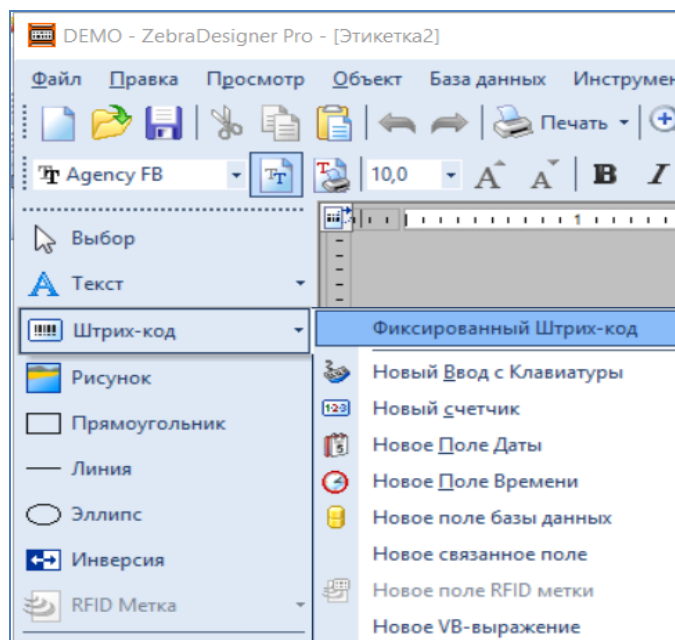 DEMO - ZebraDesigner Pro - [Этикетка2]
Файл Правка Просмотр Объект База данных Инструмен
Печать
Agency FB 10,0 A A B I
1
Выбор
Текст
Штрих-код
Фиксированный Штрих-код
Рисунок
Новый Ввод с Клавиатуры
Новый счетчик
Прямоугольник
Новое Поле Даты
Линия
Новое Поле Времени
Эллипс
Новое поле базы данных
Инверсия
Новое связанное поле
RFID Метка
Новое поле RFID метки
Новое VB-выражение